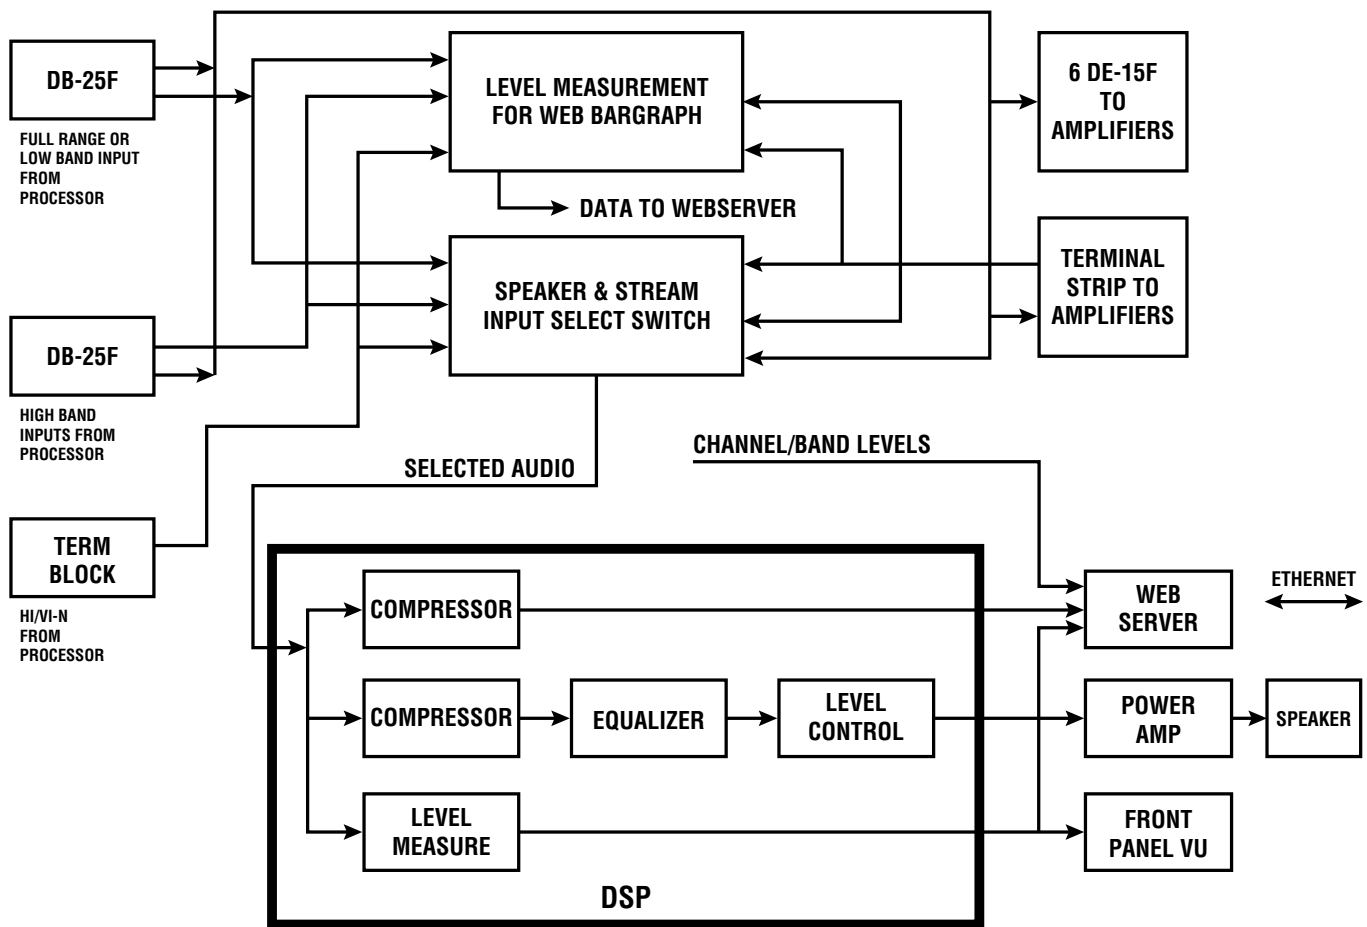 DB-25F
FULL RANGE OR
LOW BAND INPUT
FROM
PROCESSOR
LEVEL MEASUREMENT
FOR WEB BARGRAPH
6 DE-15F
TO
AMPLIFIERS
DATA TO WEBSERVER
SPEAKER & STREAM
INPUT SELECT SWITCH
TERMINAL
STRIP TO
AMPLIFIERS
DB-25F
HIGH BAND
INPUTS FROM
PROCESSOR
SELECTED AUDIO
CHANNEL/BAND LEVELS
TERM
BLOCK
HI/VI-N
FROM
PROCESSOR
COMPRESSOR
WEB
SERVER
ETHERNET
COMPRESSOR
EQUALIZER
LEVEL
CONTROL
POWER
AMP
SPEAKER
LEVEL
MEASURE
FRONT
PANEL VU
DSP